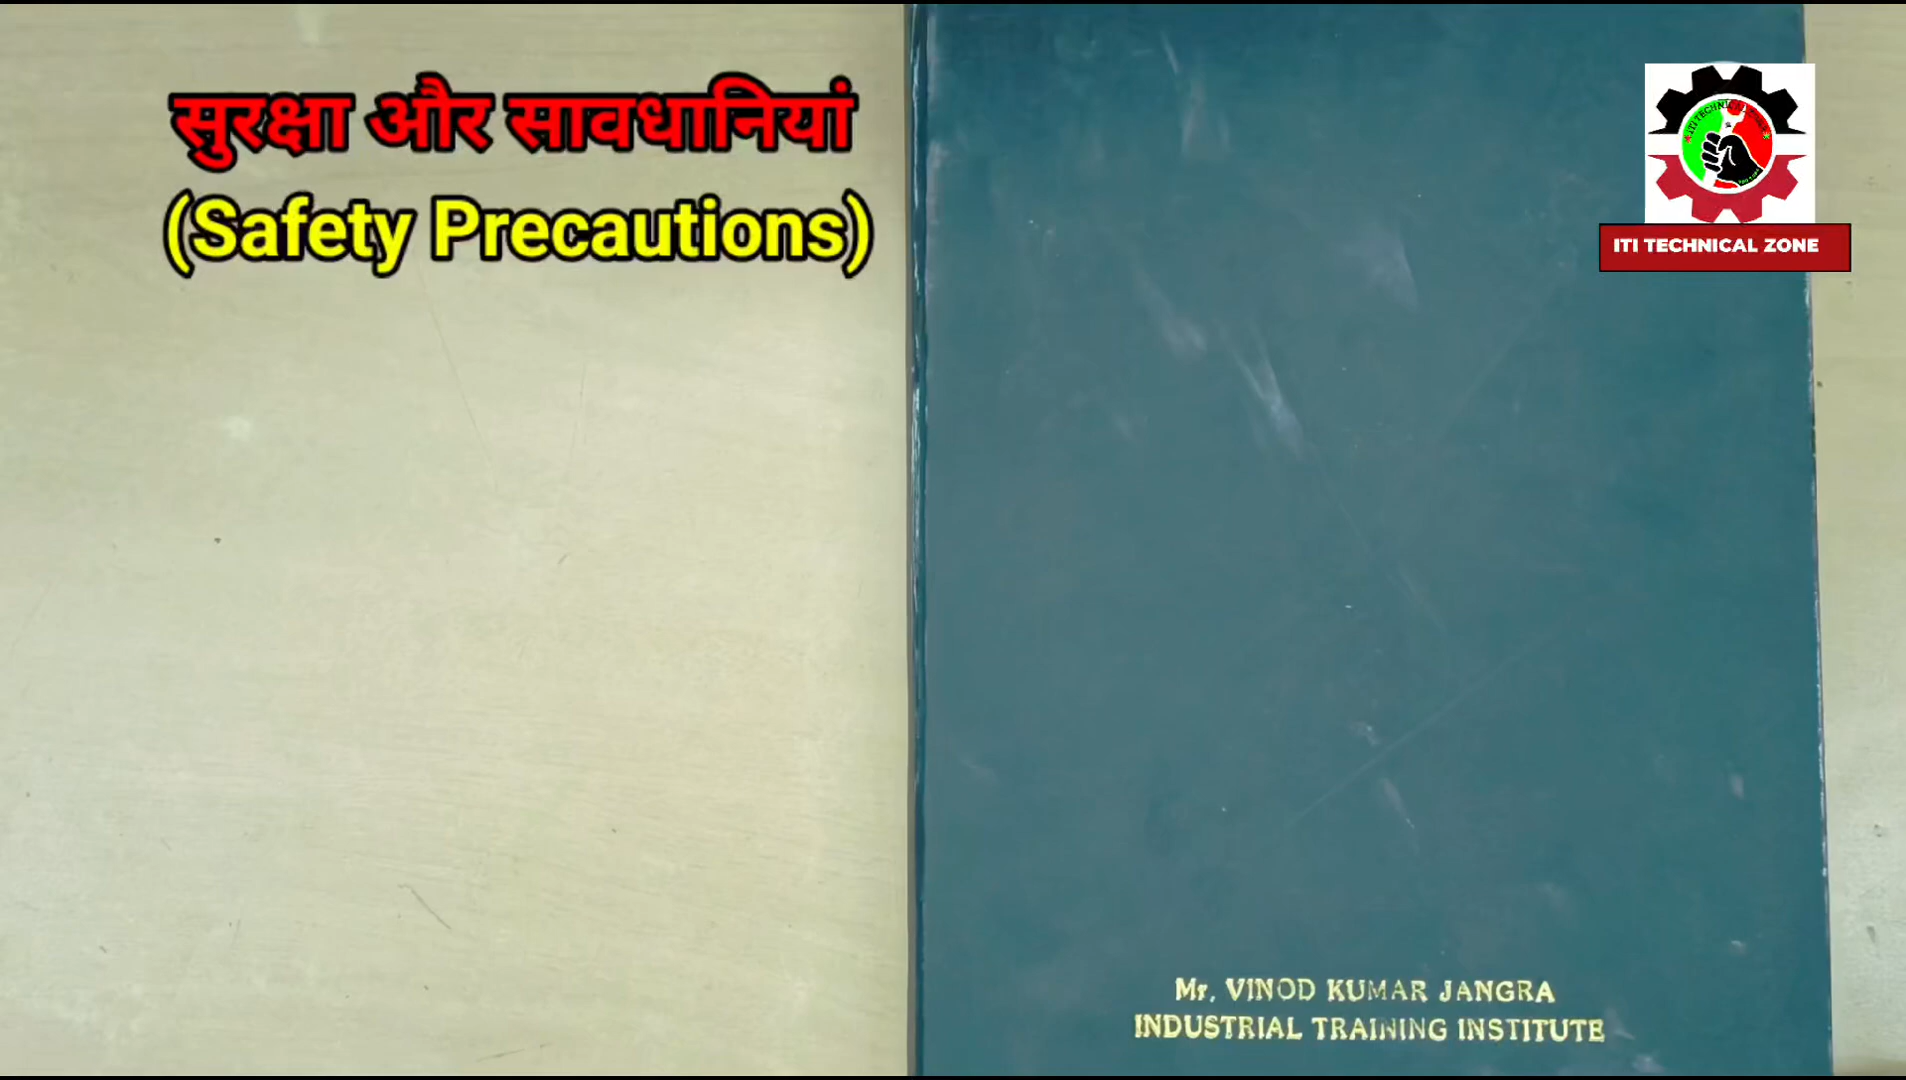 सुरक्षा और सावधानियां
(Safety Precautions)
ITI TECHNICAL ZONE
Mr. VINOD KUMAR JANGRA
INDUSTRIAL TRAINING INSTITUTE